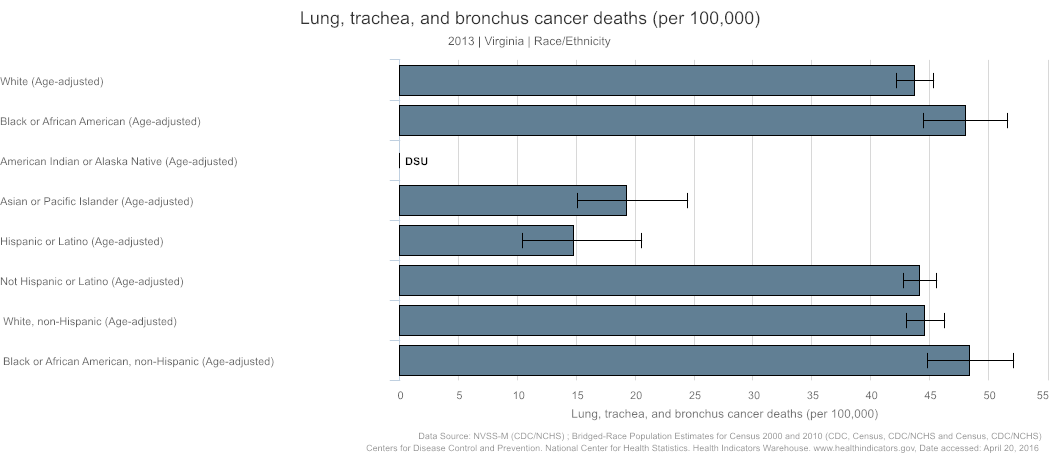 Lung, trachea, and bronchus cancer deaths (per 100,000)
2013 | Virginia | Race/Ethnicity
White (Age-adjusted)
Black or African American (Age-adjusted)
American Indian or Alaska Native (Age-adjusted)
DSU
Asian or Pacific Islander (Age-adjusted)
Hispanic or Latino (Age-adjusted)
Not Hispanic or Latino (Age-adjusted)
White, non-Hispanic (Age-adjusted)
Black or African American, non-Hispanic (Age-adjusted)
0 5 10 15 20 25 30 35 40 45 50 55
Lung, trachea, and bronchus cancer deaths (per 100,000)
Data Source: NVSS-M (CDC/NCHS) ; Bridged-Race Population Estimates for Census 2000 and 2010 (CDC, Census, CDC/NCHS and Census, CDC/NCHS)
Centers for Disease Control and Prevention. National Center for Health Statistics. Health Indicators Warehouse. www.healthindicators.gov, Date accessed: April 20, 2016